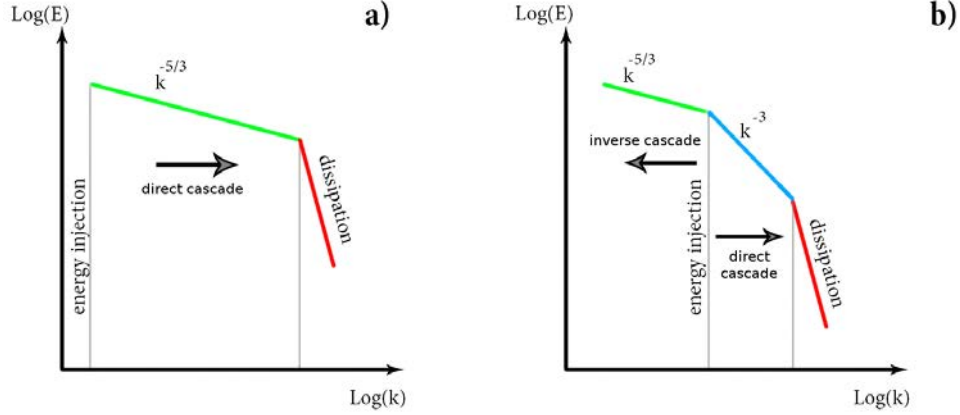 Log(E)
a)
k^-5/3
direct cascade
energy injection
dissipation
Log(k)
Log(E)
b)
k^-5/3
k^-3
inverse cascade
energy injection
direct
cascade
dissipation
Log(k)